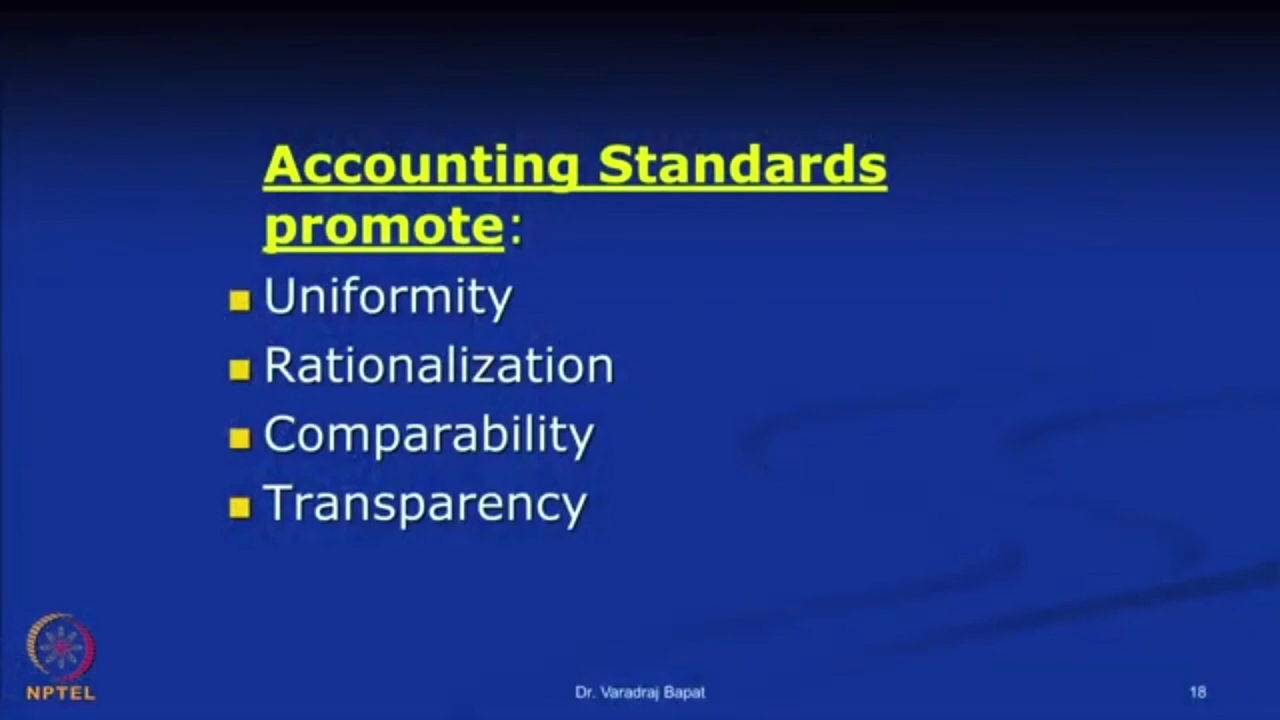 Accounting Standards
promote:
Uniformity
Rationalization
Comparability
Transparency
NPTEL
Dr. Varadraj Bapat
18